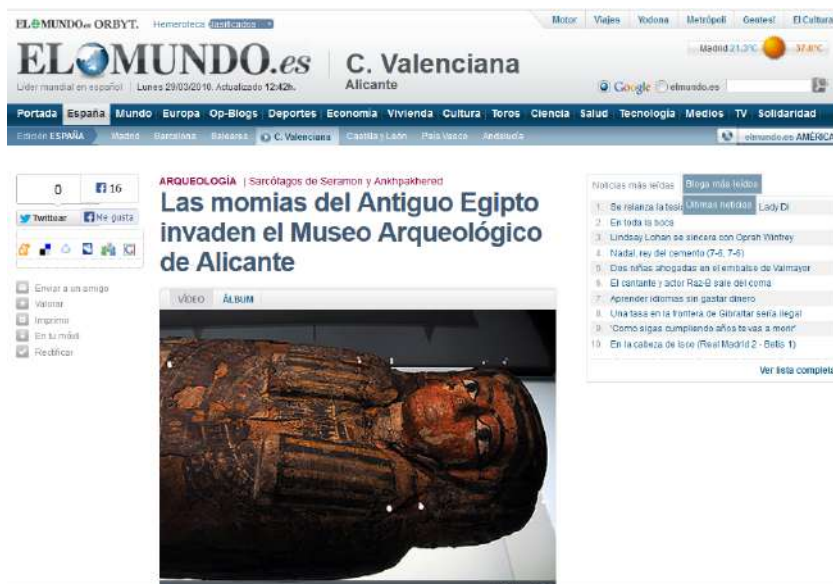 EL MUNDO ORBYT. Hemeroteca Clasificados
Motor Viajes Yodona Metrópoli Gentes! El Cultura
EL MUNDO.es
C. Valenciana
Alicante
Líder mundial en español Lunes 29/03/2010. Actualizado 12:42h.
Madrid 21.3ºC
Google elmundo.es
Portada España Mundo Europa Op-Blogs Deportes Economía Vivienda Cultura Toros Ciencia Salud Tecnología Medios TV Solidaridad
Edición ESPAÑA Madrid Barcelona Baleares C. Valenciana Castilla y León País Vasco Andalucía elmundo.es AMÉRICA
0 16
Twittear Me gusta
Enviar a un amigo
Valorar
Imprimir
En tu móvil
Rectificar
ARQUEOLOGÍA | Sarcófagos de Seramon y Ankhpakhered
Las momias del Antiguo Egipto
invaden el Museo Arqueológico
de Alicante
VÍDEO ÁLBUM
Noticias más leídas Blogs más leídos
Últimas noticias
1. Se relanza la Lady Di
2. En toda la boca
3. Lindsay Lohan se sincera con Oprah Winfrey
4. Nadal, rey del cemento (7-6, 7-6)
5. Dos niñas ahogadas en el embalse de Valmayor
6. El cantante y actor Raz-B sale del coma
7. Aprender idiomas sin gastar dinero
8. Una tasa en la frontera de Gibraltar sería ilegal
9. 'Como sigas cumpliendo años te vas a morir'
10. En la cabeza de Isco (Real Madrid 2 - Betis 1)
Ver lista completa